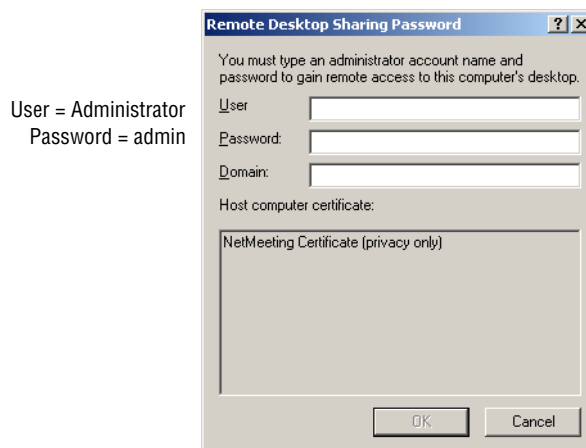 Remote Desktop Sharing Password
You must type an administrator account name and
password to gain remote access to this computer's desktop.
User = Administrator
Password = admin
User
Password:
Domain:
Host computer certificate:
NetMeeting Certificate (privacy only)
OK
Cancel